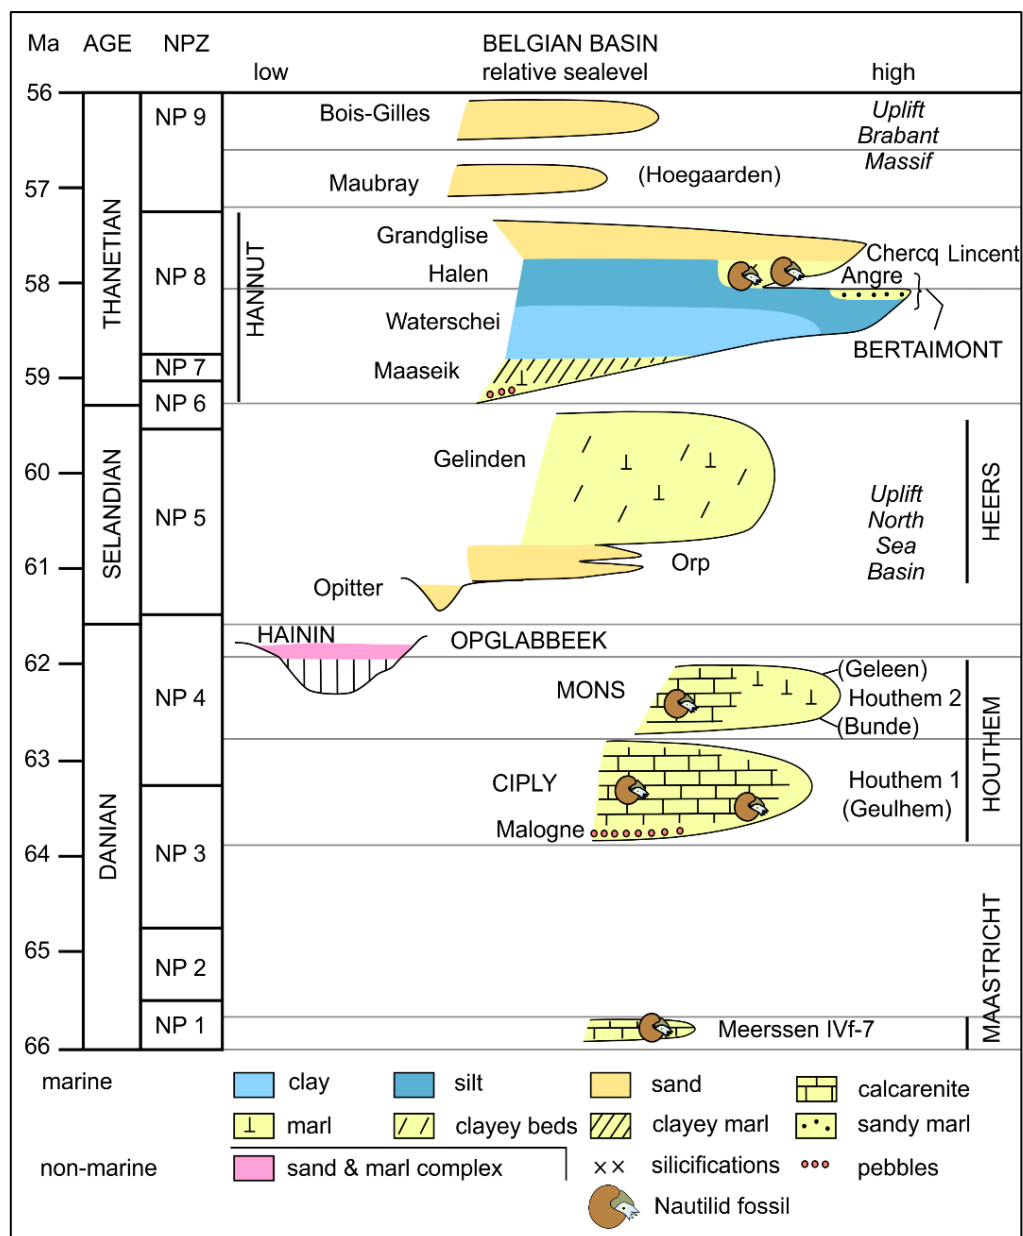 Ma AGE NPZ BELGIAN BASIN
low relative sealevel high
56
NP 9 Bois-Gilles Uplift
Brabant
Massif
57 Maubray (Hoegaarden)
THANETIAN
HANNUT
Grandglise
Chercq Lincent
NP 8 Halen Angre
58
Waterschei
BERTAIMONT
NP 7 Maaseik
59
NP 6
SELANDIAN
HEERS
Gelinden
60
NP 5 Uplift
North
Sea
Basin
61 Orp
Opitter
HAININ OPGLABBEEK
62
DANIAN
HOUTHEM
NP 4 MONS (Geleen)
Houthem 2
(Bunde)
63
CIPLY Houthem 1
(Geulhem)
Malogne
64 NP 3
MAASTRICHT
65
NP 2
NP 1 Meerssen IVf-7
66
marine clay silt sand calcarenite
marl clayey beds clayey marl sandy marl
non-marine sand & marl complex silicifications pebbles
Nautilid fossil